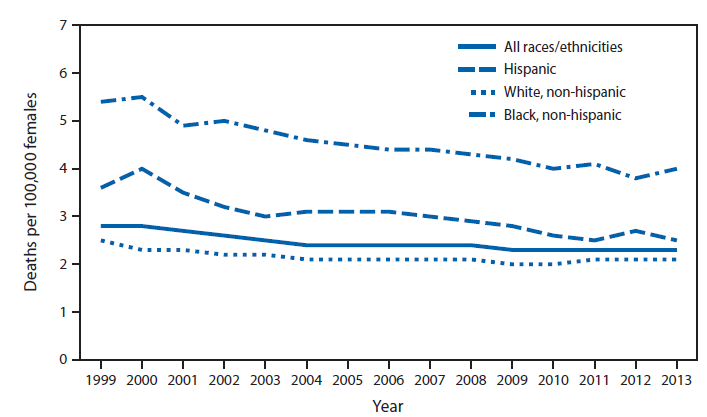 7
6
5
4
3
2
1
0
Deaths per 100,000 females
All races/ethnicities
Hispanic
White, non-hispanic
Black, non-hispanic
1999 2000 2001 2002 2003 2004 2005 2006 2007 2008 2009 2010 2011 2012 2013
Year